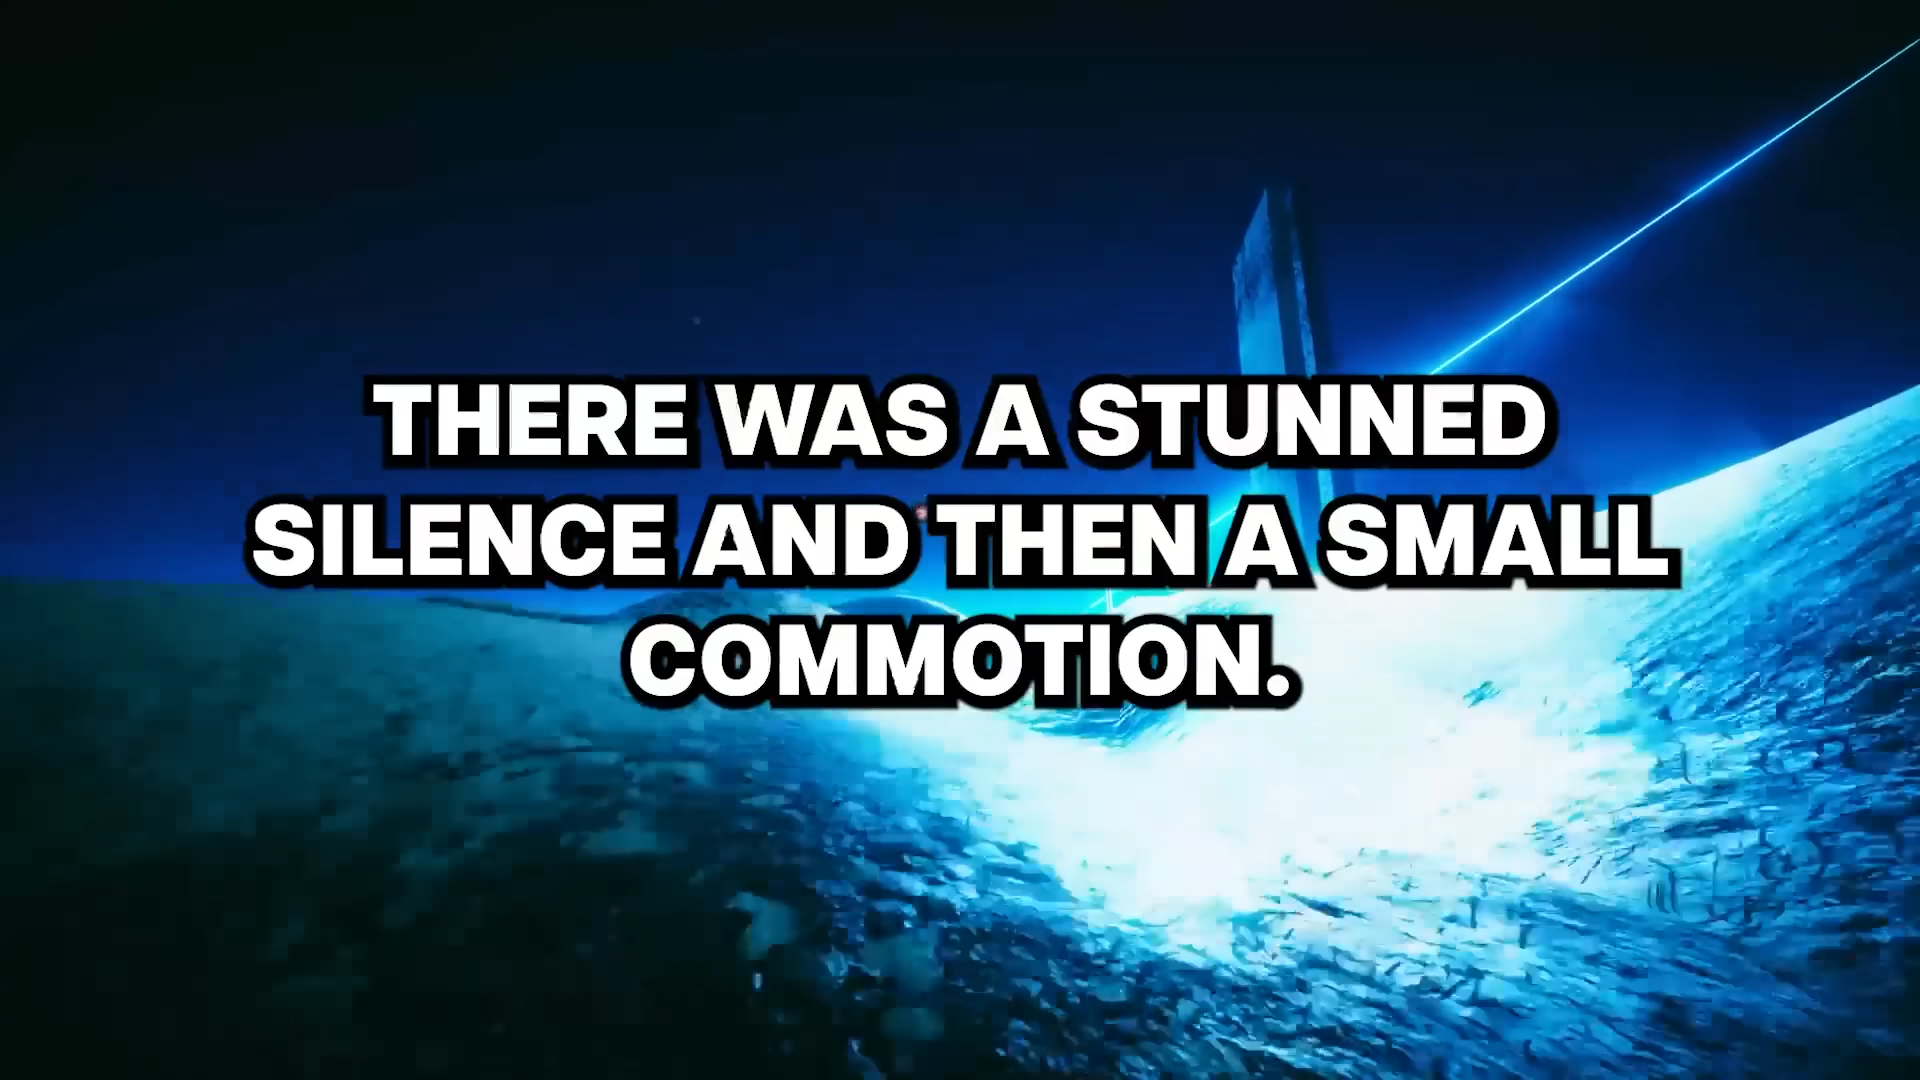 THERE WAS A STUNNED
SILENCE AND THEN A SMALL
COMMOTION.